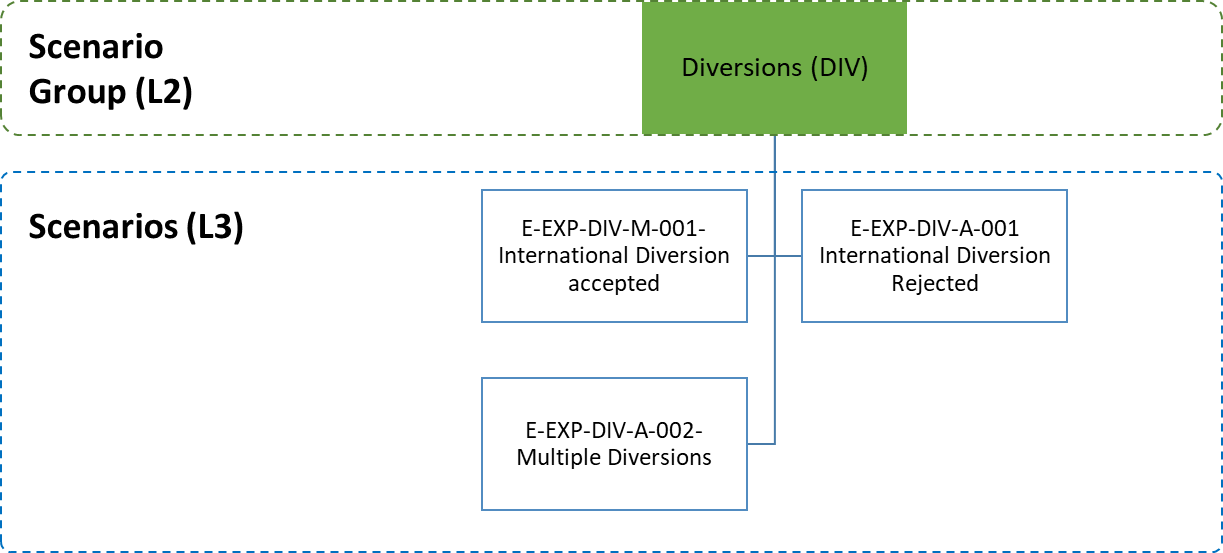 Scenario
Group (L2)
Diversions (DIV)
Scenarios (L3)
E-EXP-DIV-M-001-
International Diversion
accepted
E-EXP-DIV-A-001
International Diversion
Rejected
E-EXP-DIV-A-002-
Multiple Diversions